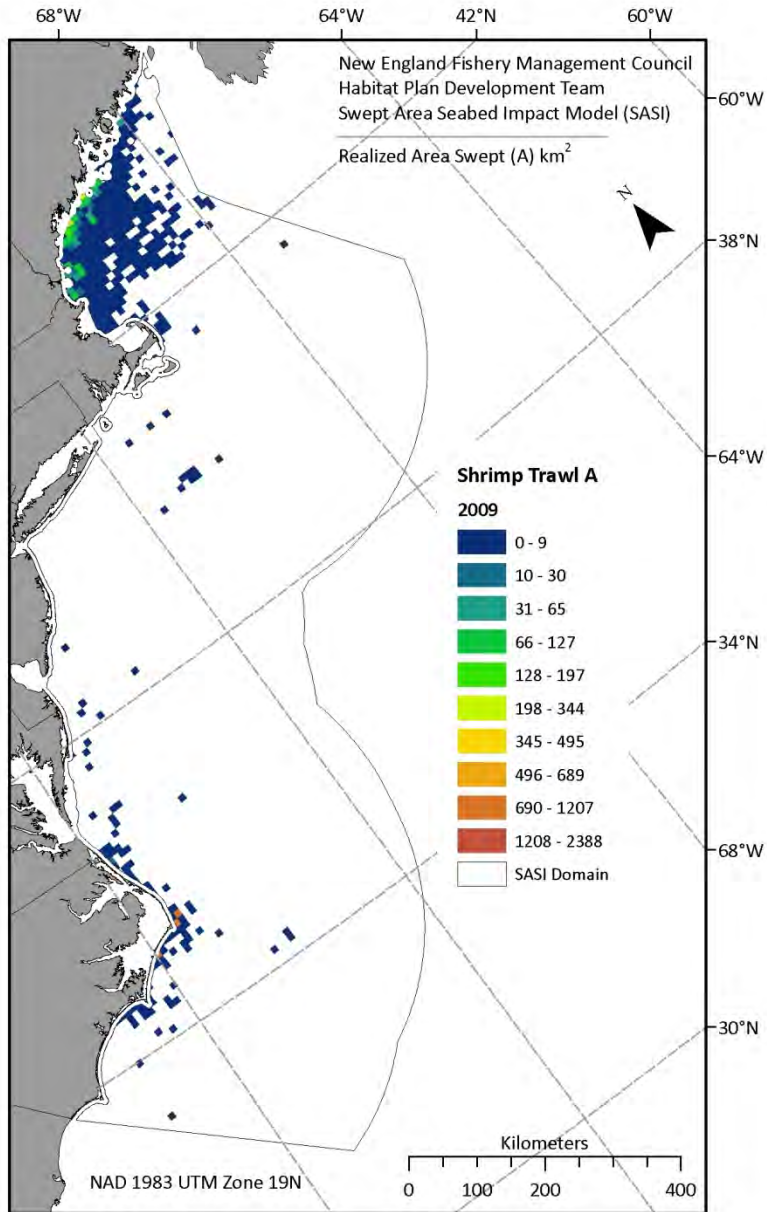 68°W 64°W 42°N 60°W
New England Fishery Management Council
Habitat Plan Development Team
Swept Area Seabed Impact Model (SASI)
Realized Area Swept (A) km²
N
60°W
38°N
64°W
34°N
68°W
30°N
Shrimp Trawl A
2009
0 - 9
10 - 30
31 - 65
66 - 127
128 - 197
198 - 344
345 - 495
496 - 689
690 - 1207
1208 - 2388
SASI Domain
Kilometers
0 100 200 400
NAD 1983 UTM Zone 19N